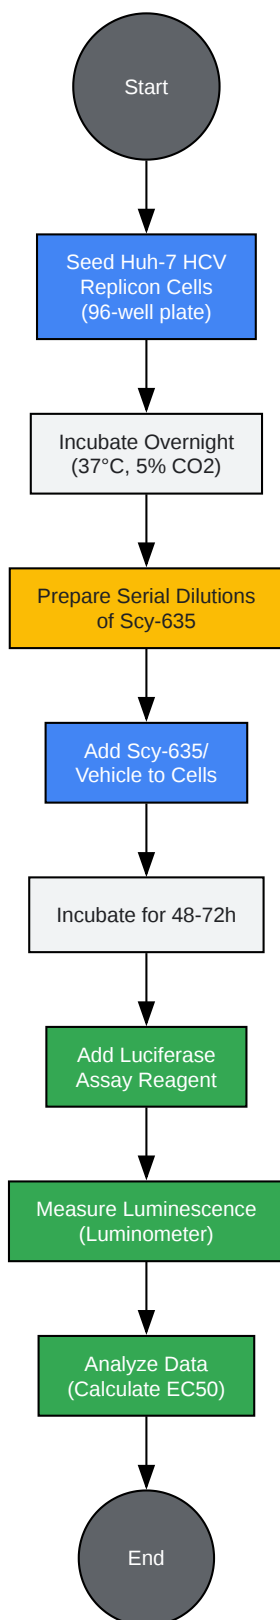 Start
Seed Huh-7 HCV
Replicon Cells
(96-well plate)
Incubate Overnight
(37°C, 5% CO2)
Prepare Serial Dilutions
of Scy-635
Add Scy-635/
Vehicle to Cells
Incubate for 48-72h
Add Luciferase
Assay Reagent
Measure Luminescence
(Luminometer)
Analyze Data
(Calculate EC50)
End